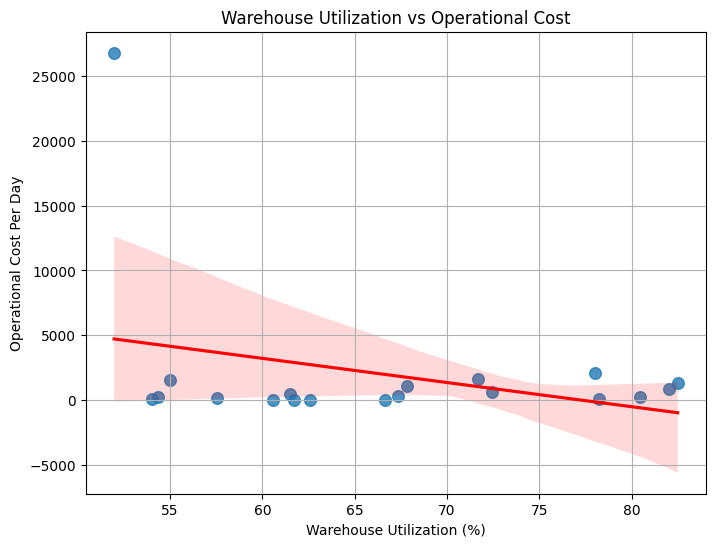 Warehouse Utilization vs Operational Cost
Operational Cost Per Day
25000
20000
15000
10000
5000
0
−5000
55 60 65 70 75 80
Warehouse Utilization (%)